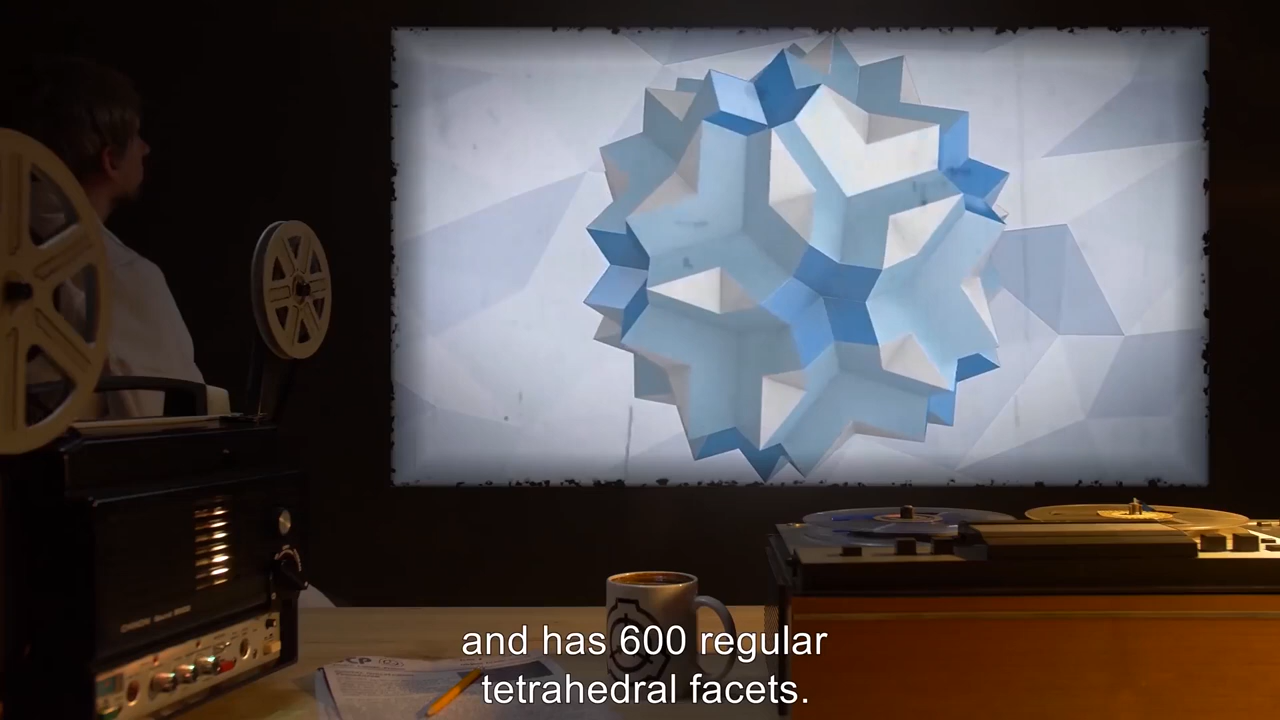 and has 600 regular
tetrahedral facets.